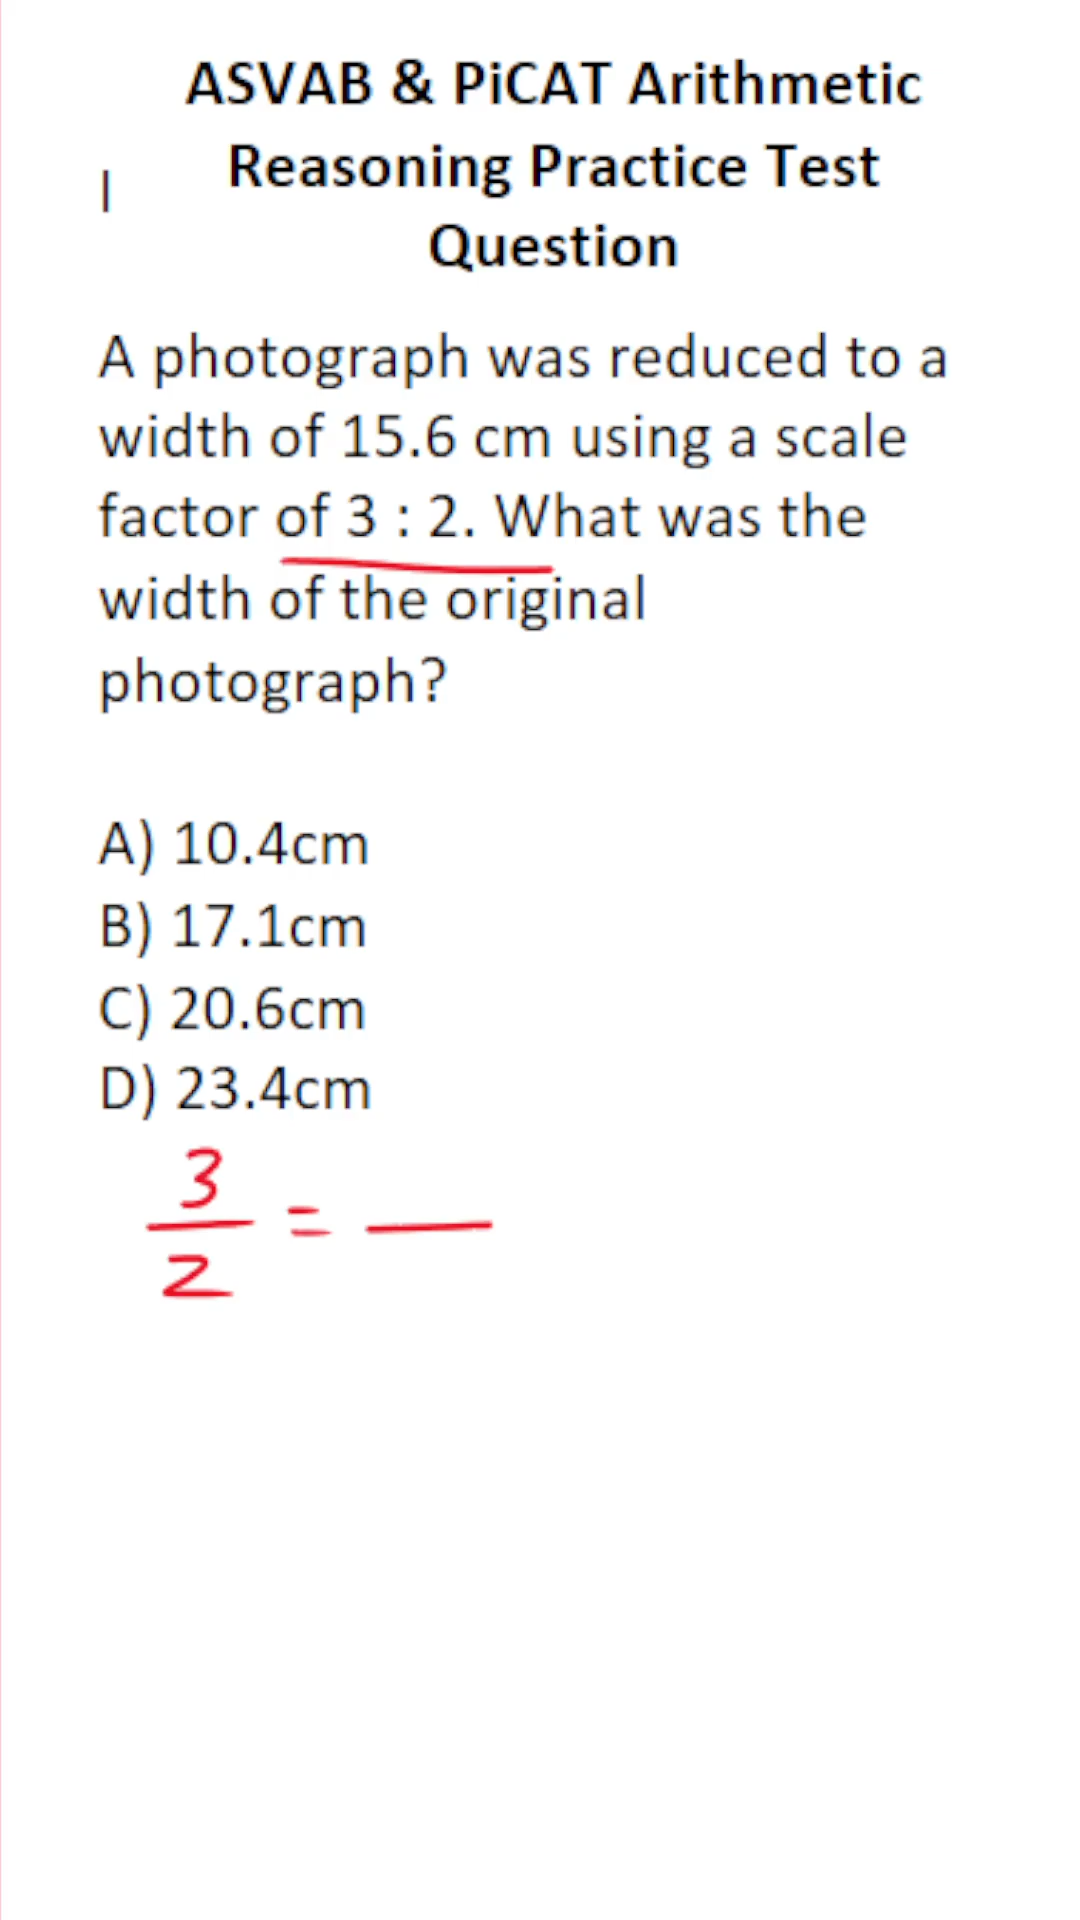 ASVAB & PiCAT Arithmetic
Reasoning Practice Test
Question
A photograph was reduced to a
width of 15.6 cm using a scale
factor of 3 : 2. What was the
width of the original
photograph?
A) 10.4cm
B) 17.1cm
C) 20.6cm
D) 23.4cm
3
2 =